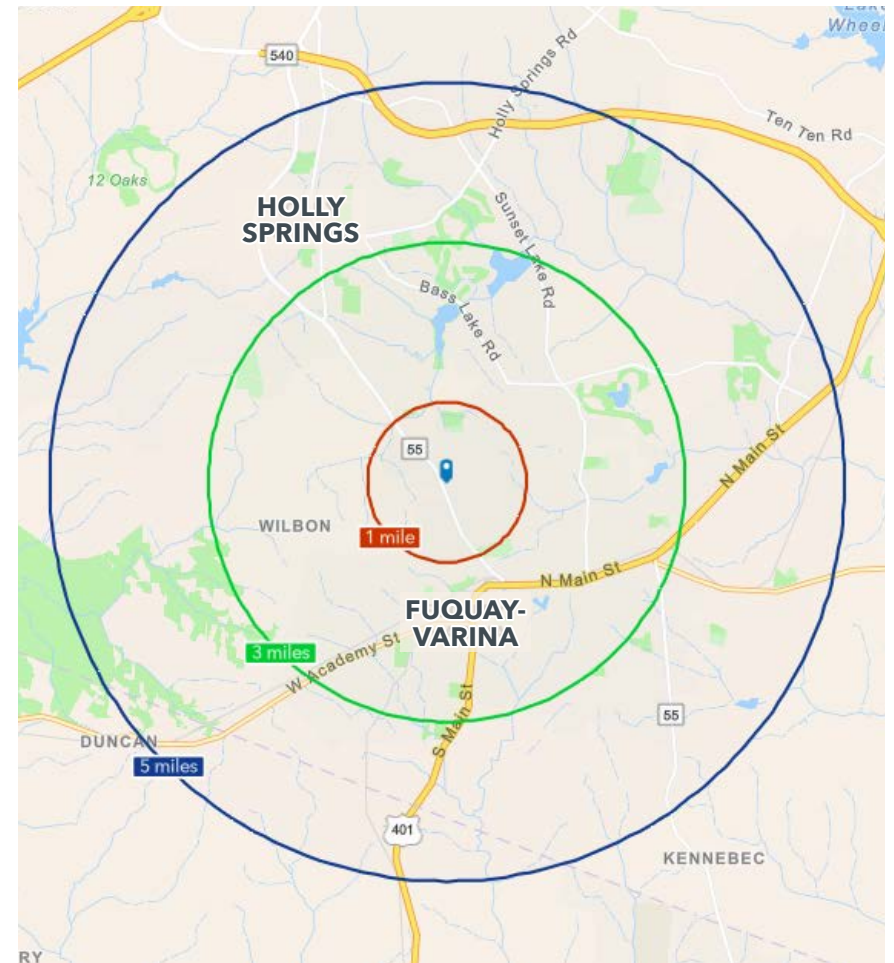 Lake
Wheel
540
Holly Springs Rd
Ten Ten Rd
12 Oaks
HOLLY
SPRINGS
Sunset Lake Rd
Bass Lake Rd
55
N Main St
WILBON
1 mile
N Main St
FUQUAY-
VARINA
3 miles
W Academy St
S Main St
55
DUNCAN
5 miles
401
KENNEBEC
RY